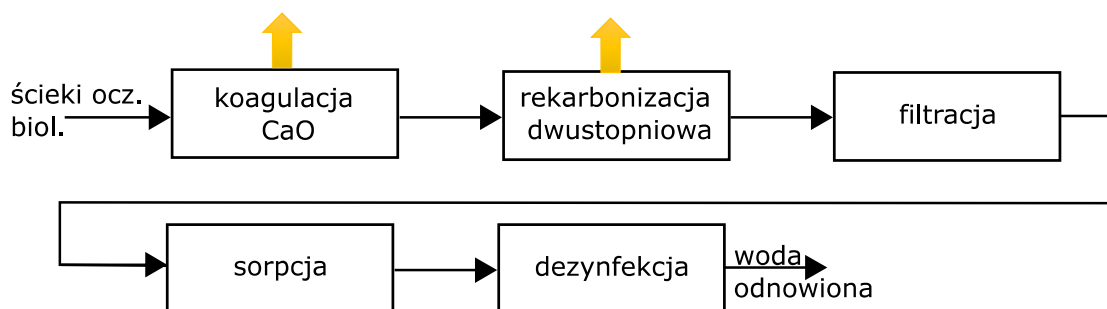 ścieki ocz.
biol.
koagulacja
CaO
rekarbonizacja
dwustopniowa
filtracja
sorpcja
dezynfekcja
woda
odnowiona